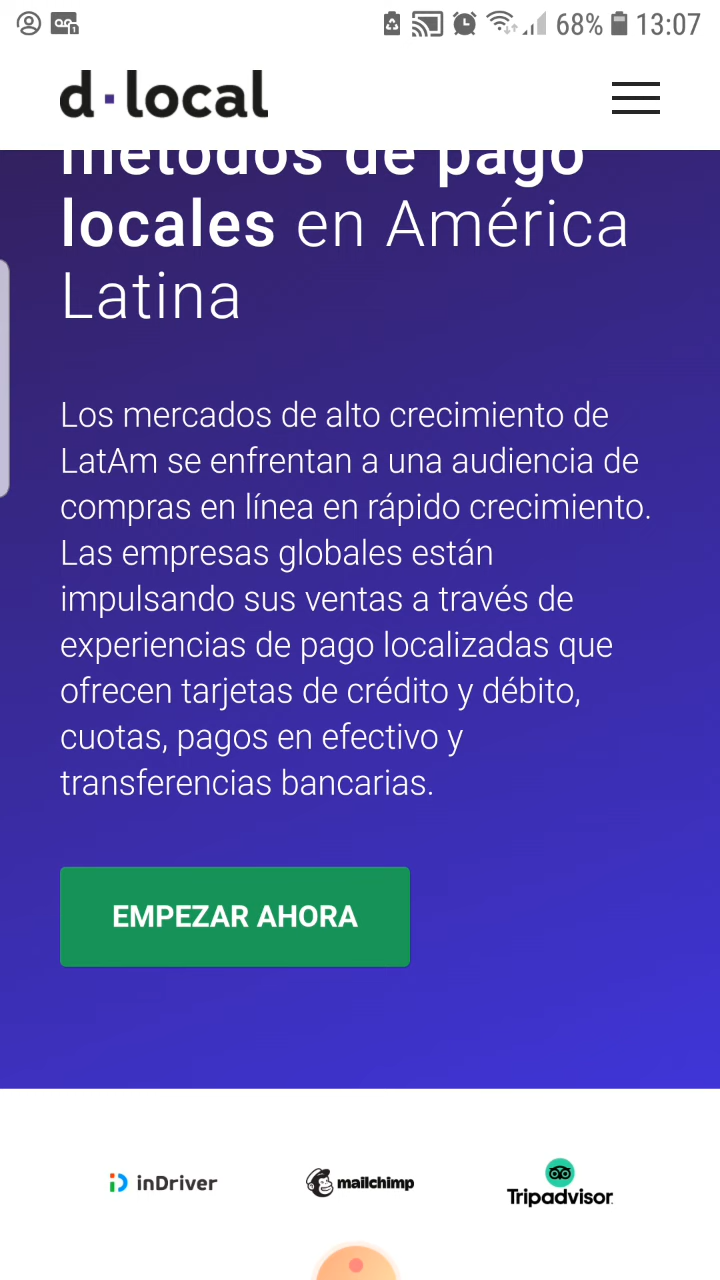 68% 13:07
d·local
métodos de pago
locales en América
Latina
Los mercados de alto crecimiento de
LatAm se enfrentan a una audiencia de
compras en línea en rápido crecimiento.
Las empresas globales están
impulsando sus ventas a través de
experiencias de pago localizadas que
ofrecen tarjetas de crédito y débito,
cuotas, pagos en efectivo y
transferencias bancarias.
EMPEZAR AHORA
inDriver mailchimp Tripadvisor